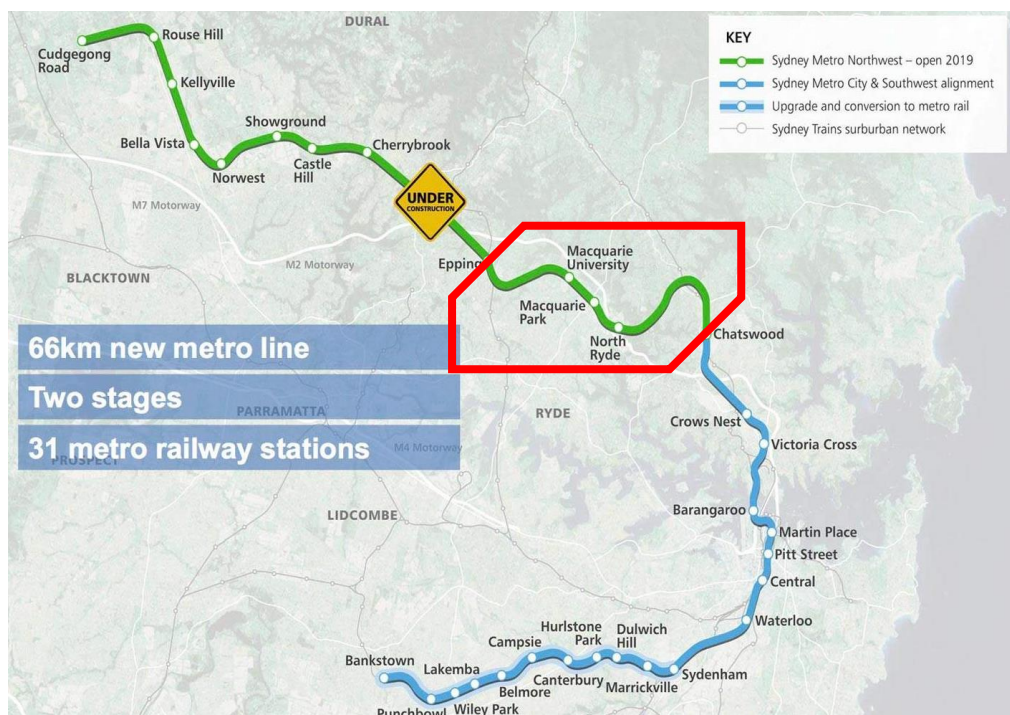 DURAL
KEY
Sydney Metro Northwest – open 2019
Sydney Metro City & Southwest alignment
Upgrade and conversion to metro rail
Sydney Trains surburban network
Cudgegong
Road
Rouse Hill
Kellyville
Bella Vista
Showground
Norwest
Castle
Hill
Cherrybrook
UNDER
CONSTRUCTION
M7 Motorway
M2 Motorway
BLACKTOWN
Epping
Macquarie
University
Macquarie
Park
North
Ryde
Chatswood
66km new metro line
Two stages
PARRAMATTA
31 metro railway stations
M4 Motorway
PROSPECT
RYDE
LIDCOMBE
Crows Nest
Victoria Cross
Barangaroo
Martin Place
Pitt Street
Central
Waterloo
Sydenham
Marrickville
Dulwich
Hill
Hurlstone
Park
Canterbury
Campsie
Belmore
Lakemba
Wiley Park
Punchbowl
Bankstown